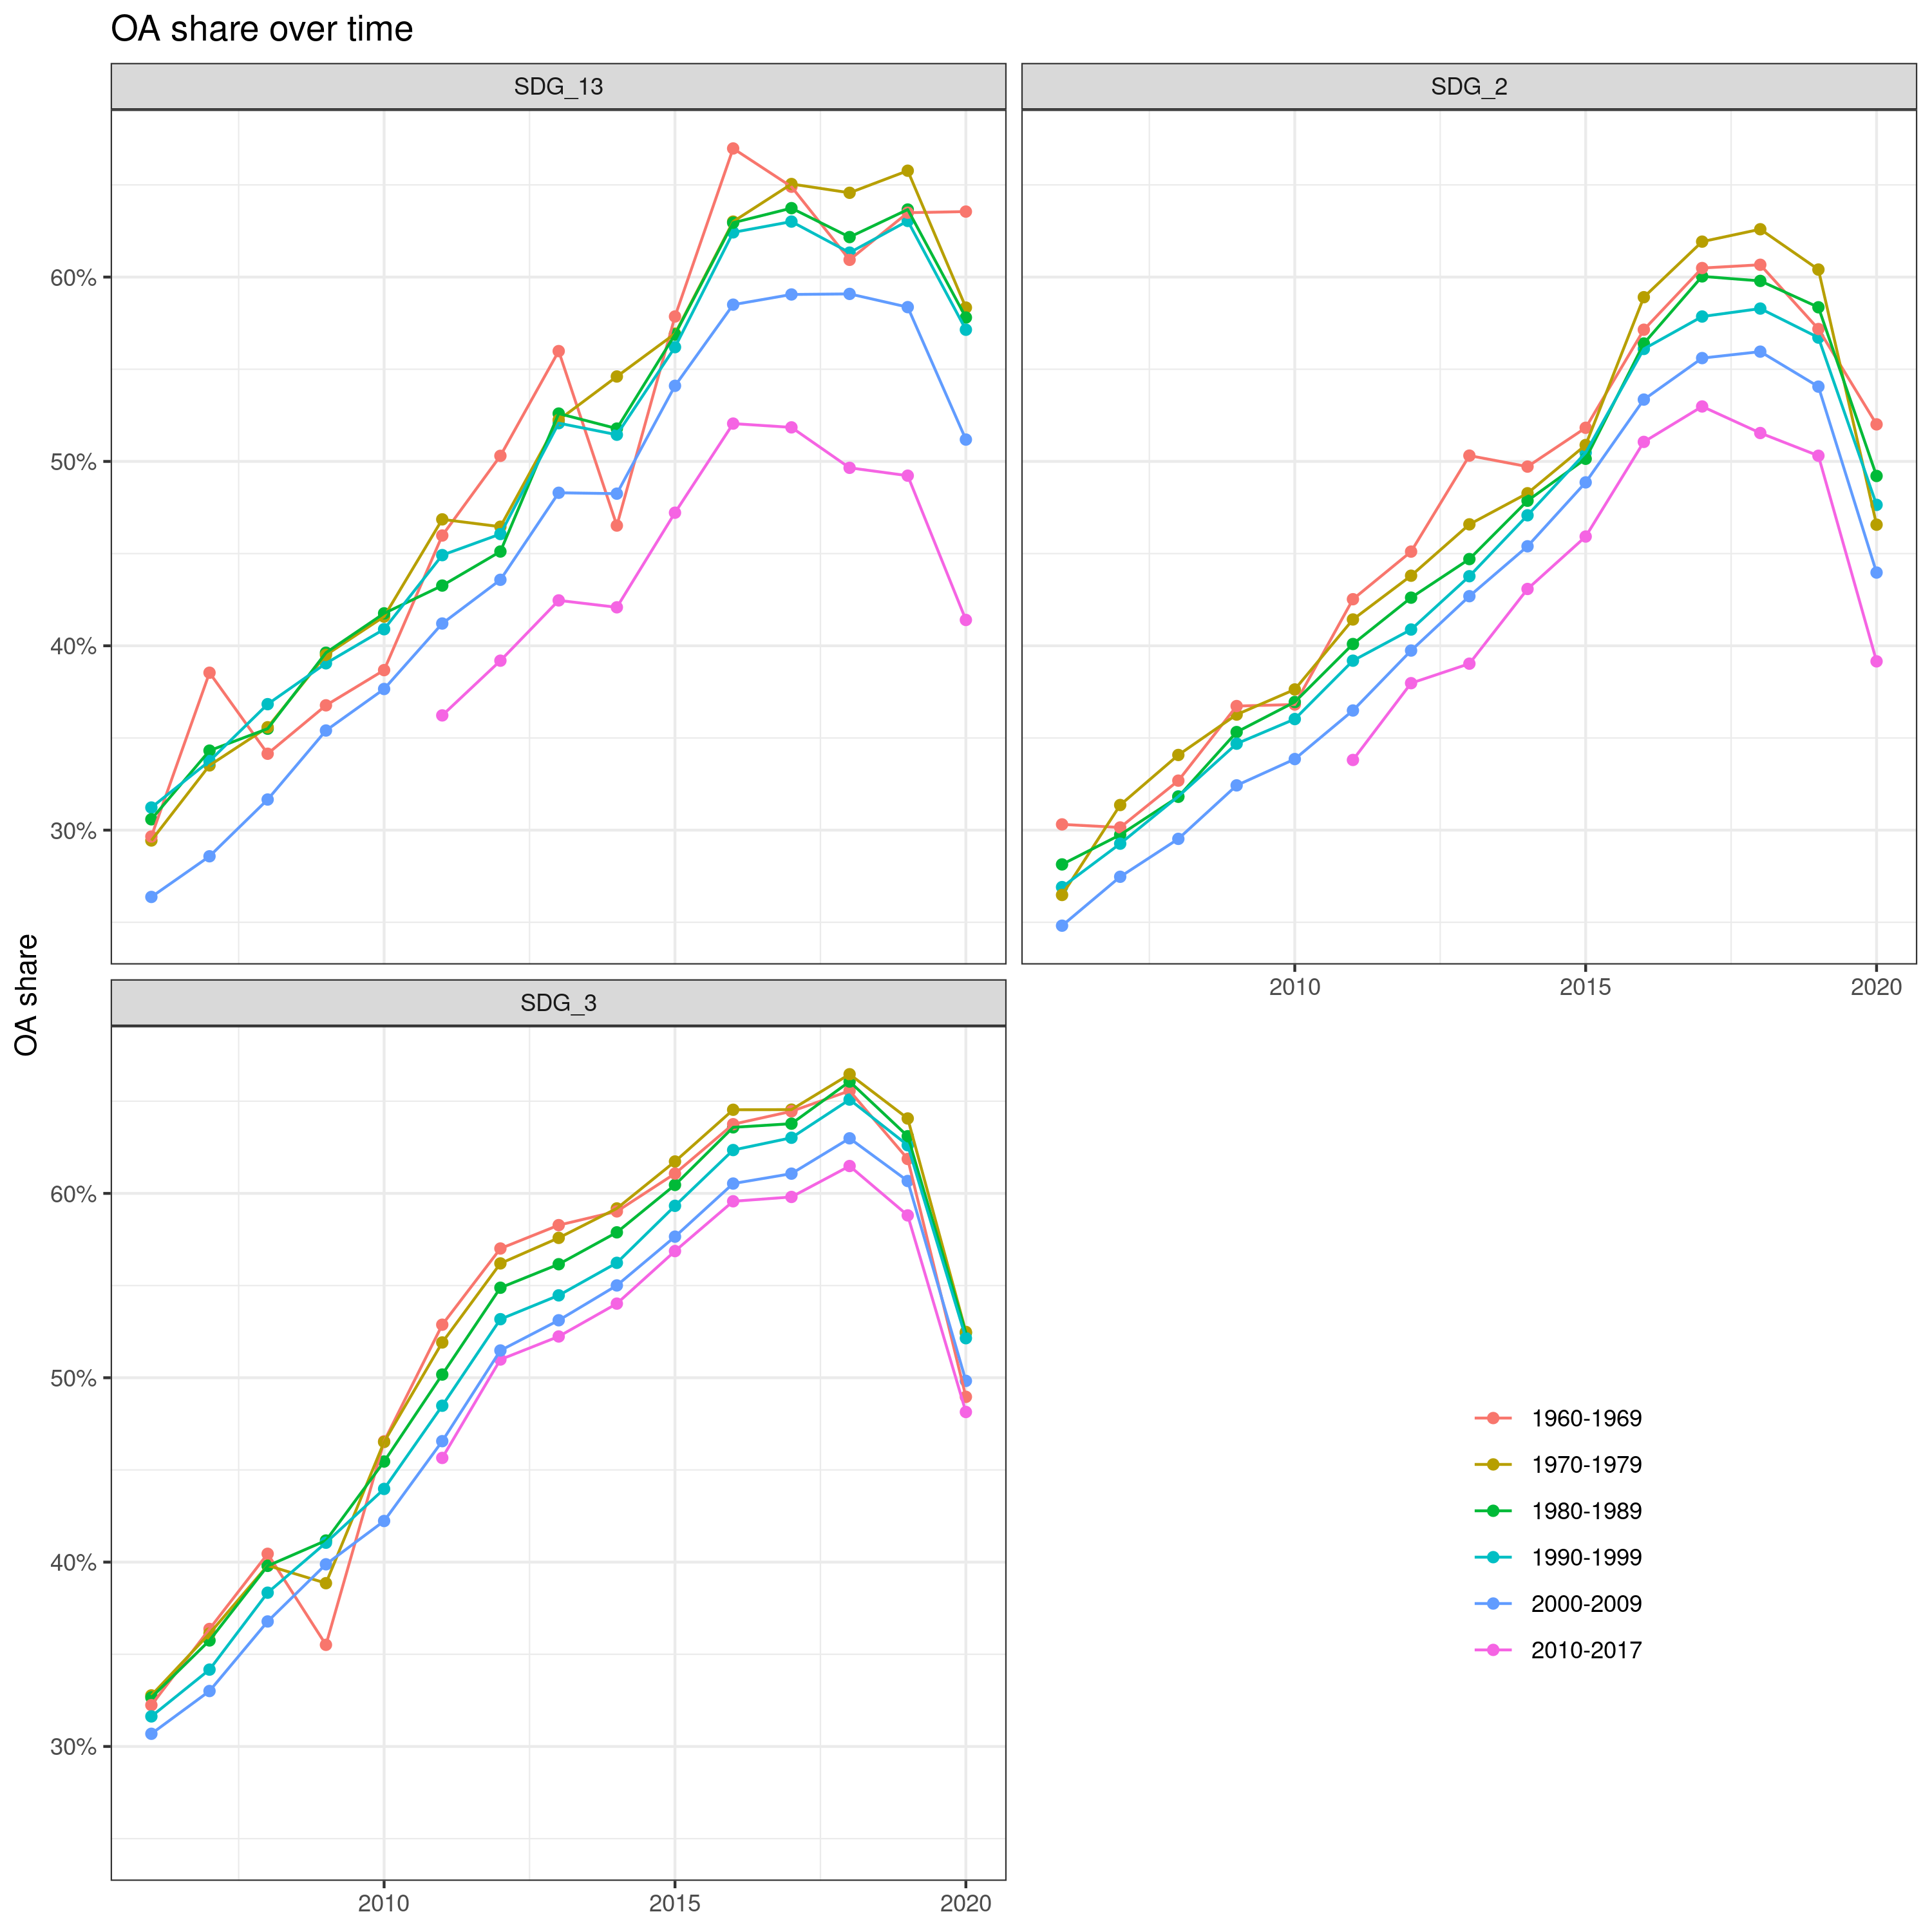 OA share over time
SDG_13
SDG_2
60%
50%
40%
30%
2010 2015 2020
OA share
SDG_3
60%
50%
40%
30%
2010 2015 2020
1960-1969
1970-1979
1980-1989
1990-1999
2000-2009
2010-2017